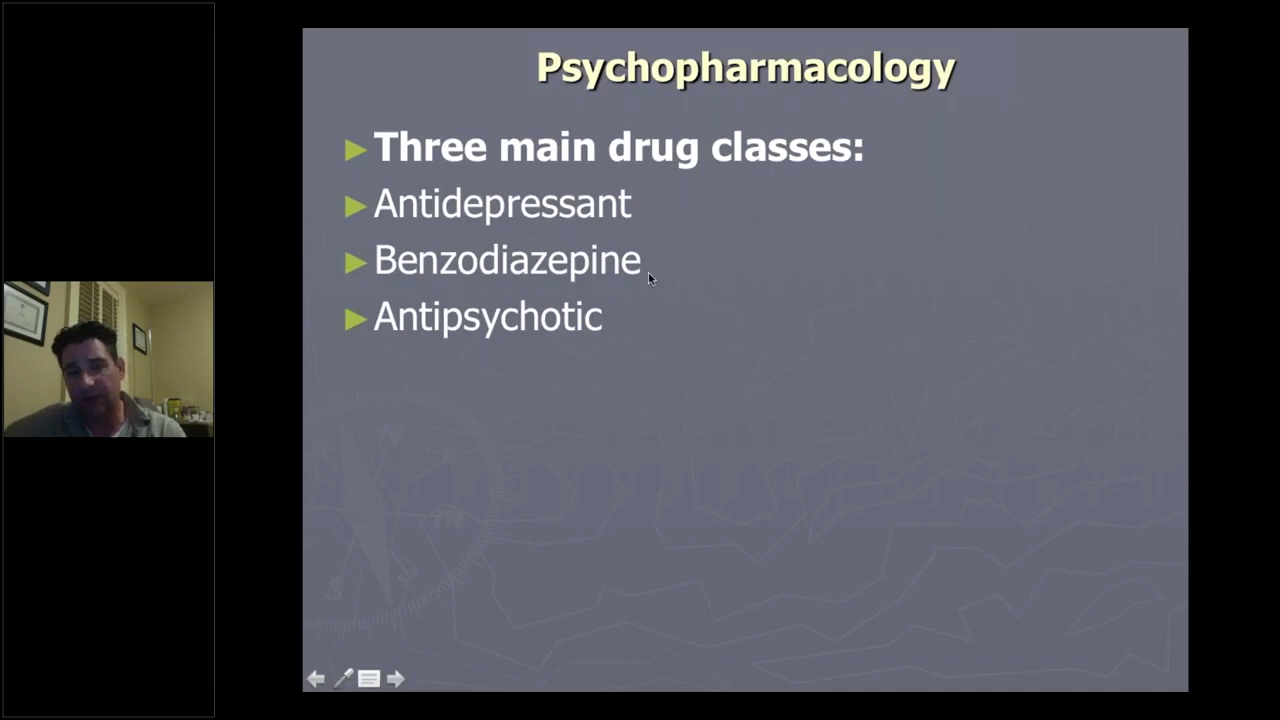 Psychopharmacology
Three main drug classes:
Antidepressant
Benzodiazepine
Antipsychotic